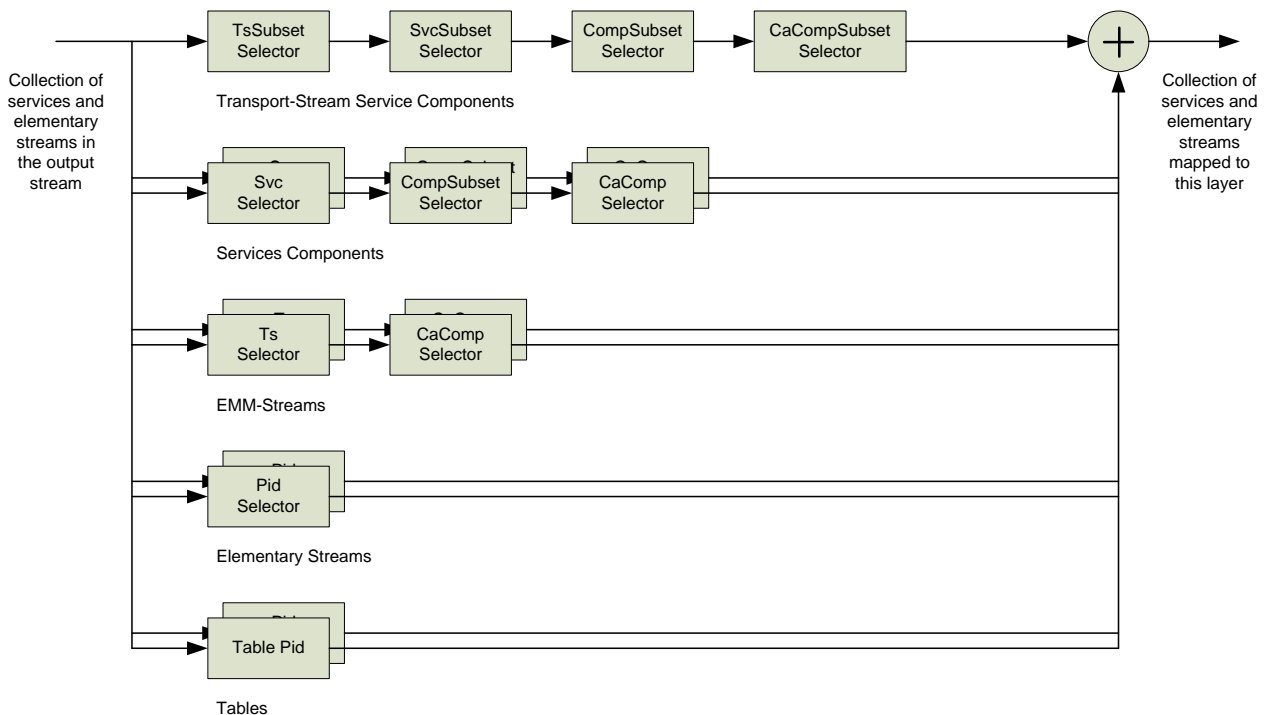 TsSubset
Selector
SvcSubset
Selector
CompSubset
Selector
CaCompSubset
Selector
+
Collection of
services and
elementary
streams in
the output
stream
Collection of
services and
elementary
streams
mapped to
this layer
Transport-Stream Service Components
Svc
Selector
CompSubset
Selector
CaComp
Selector
Services Components
Ts
Selector
CaComp
Selector
EMM-Streams
Pid
Selector
Elementary Streams
Table Pid
Tables